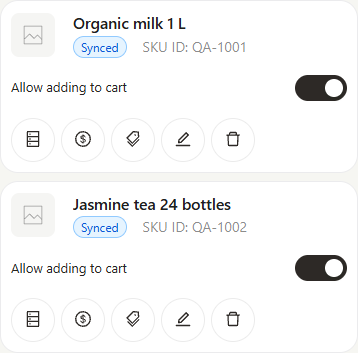 Organic milk 1 L
Synced SKU ID: QA-1001
Allow adding to cart
Jasmine tea 24 bottles
Synced SKU ID: QA-1002
Allow adding to cart